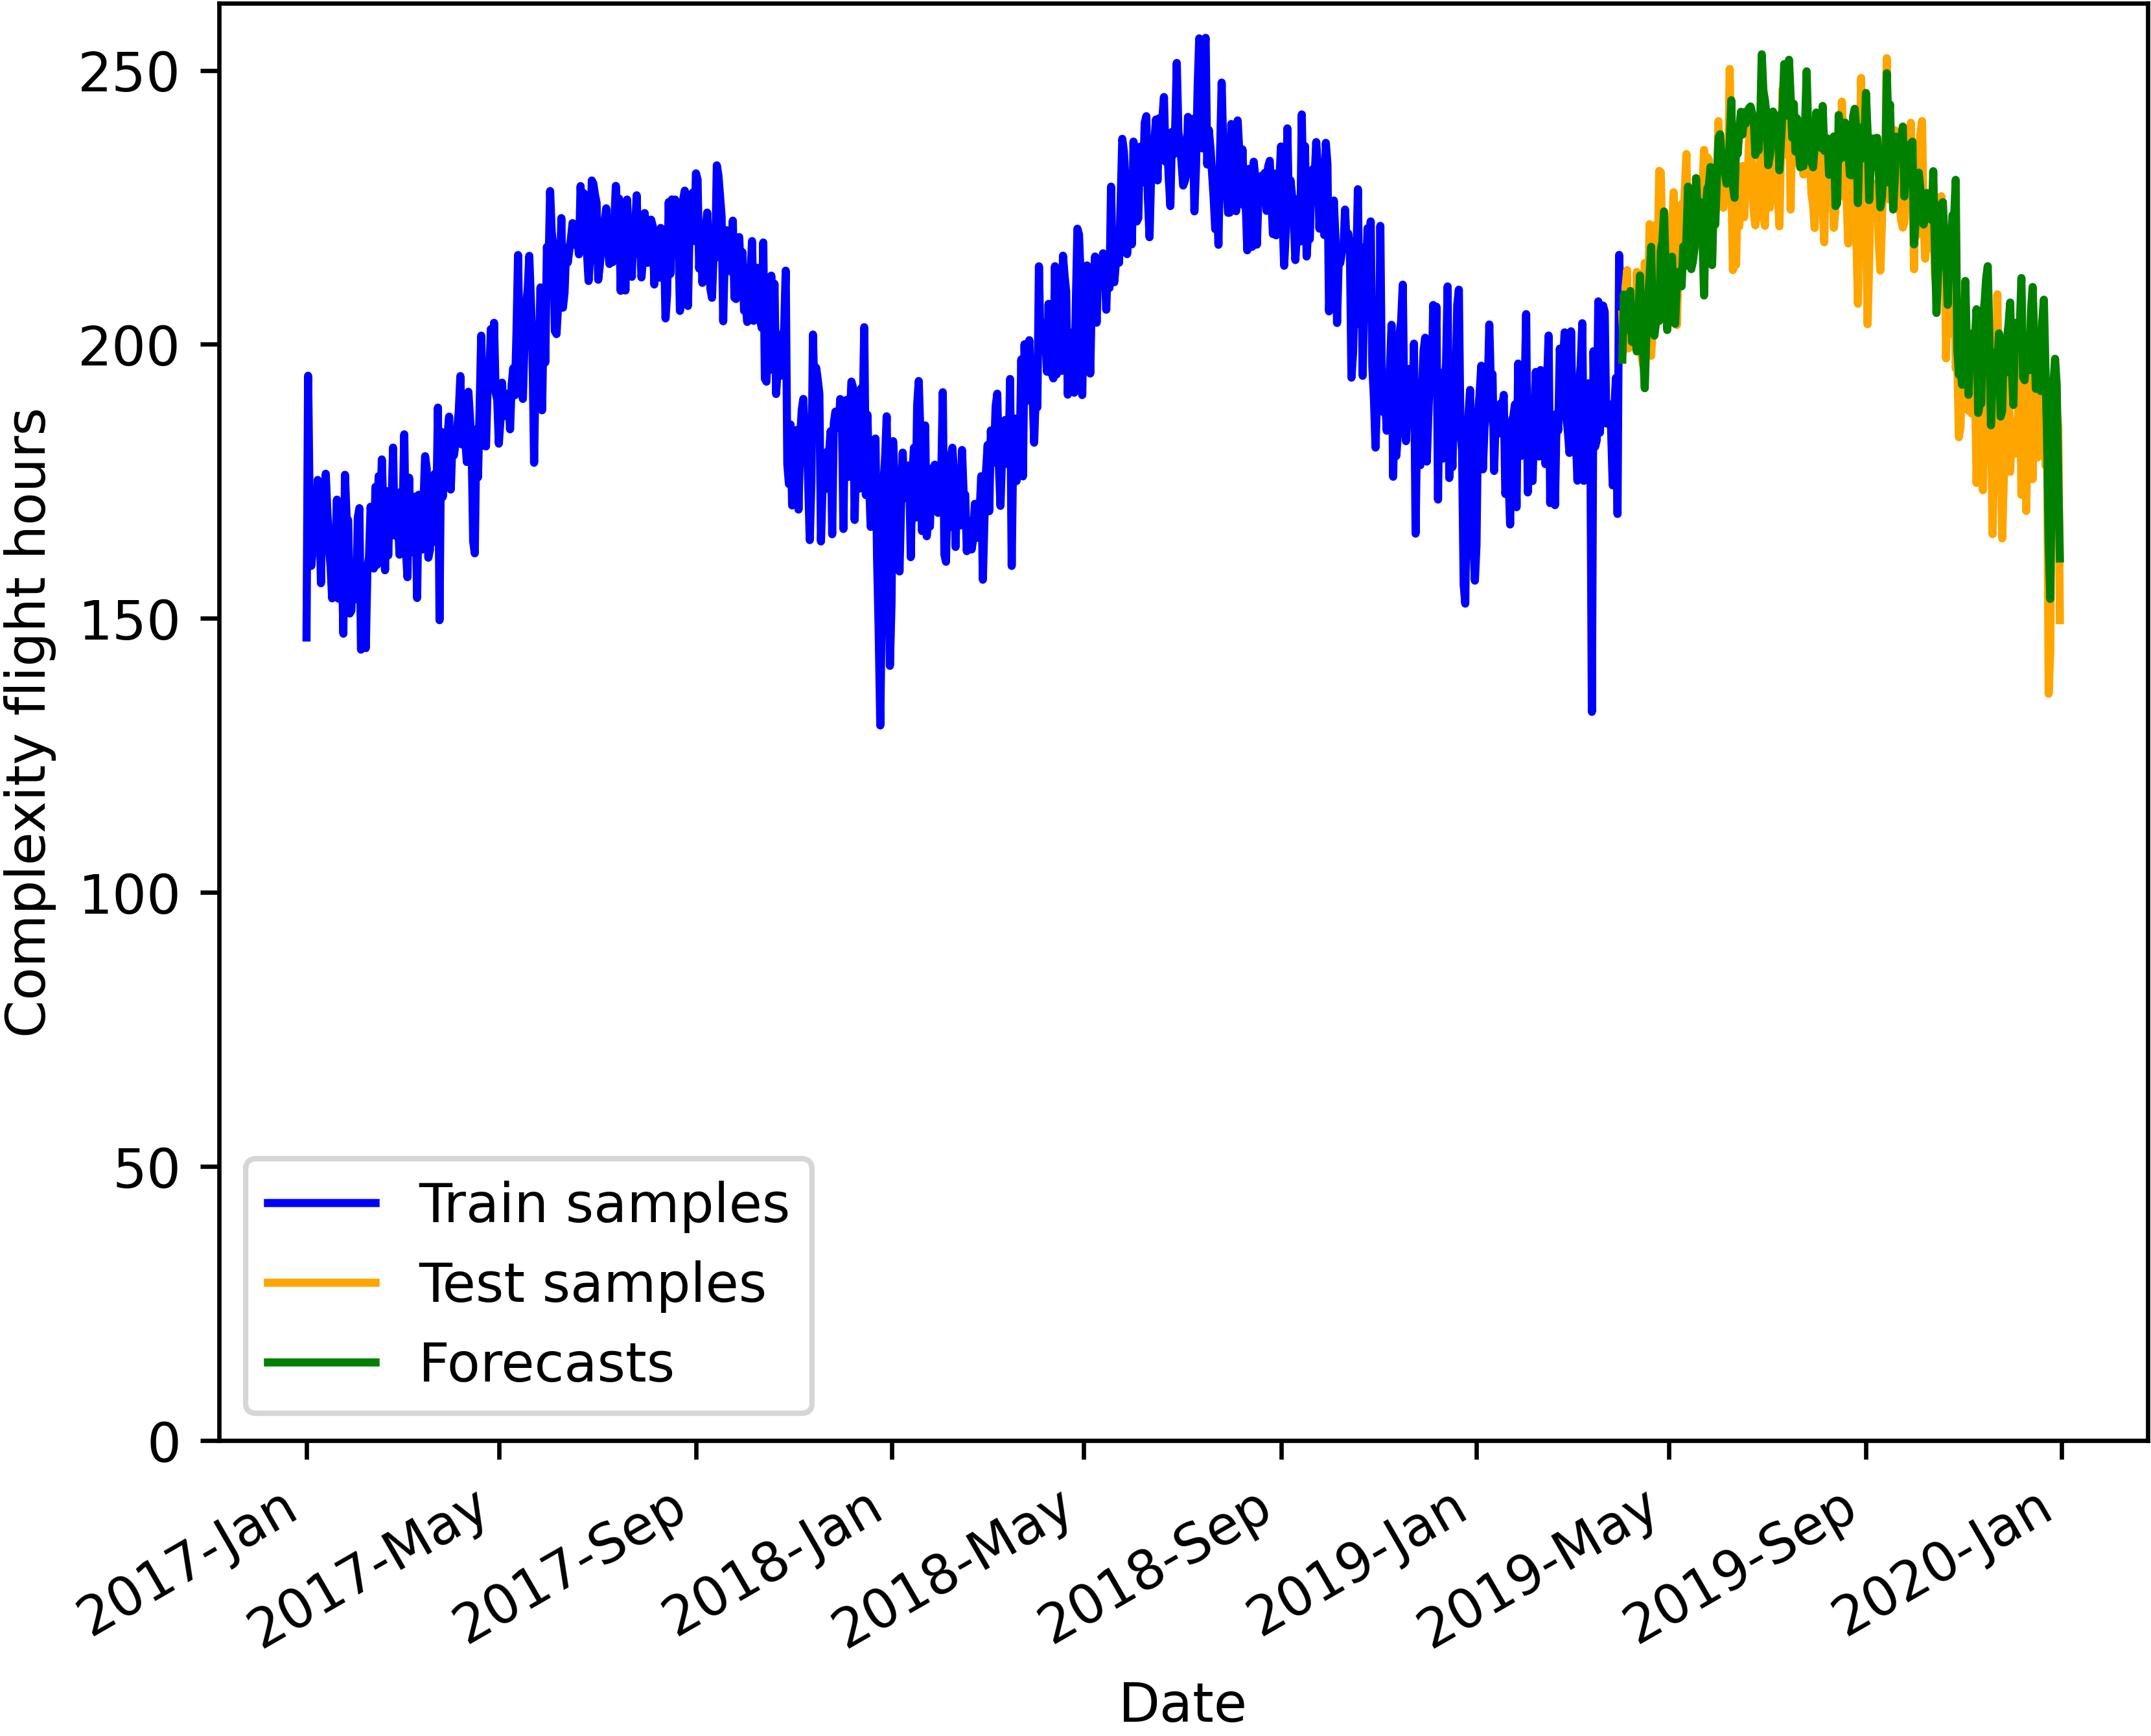 Complexity flight hours
250
200
150
100
50
0
Train samples
Test samples
Forecasts
2017-Jan
2017-May
2017-Sep
2018-Jan
2018-May
2018-Sep
2019-Jan
2019-May
2019-Sep
2020-Jan
Date